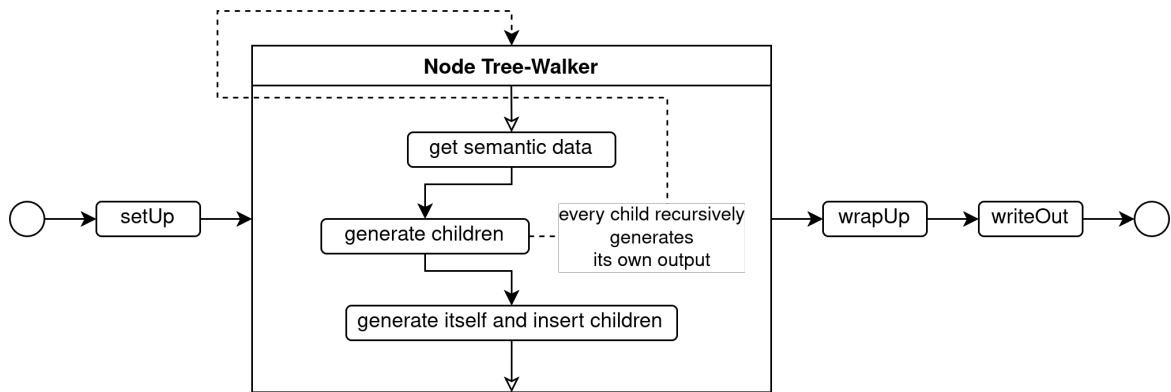 Node Tree-Walker
get semantic data
setUp
generate children
every child recursively
generates
its own output
generate itself and insert children
wrapUp
writeOut